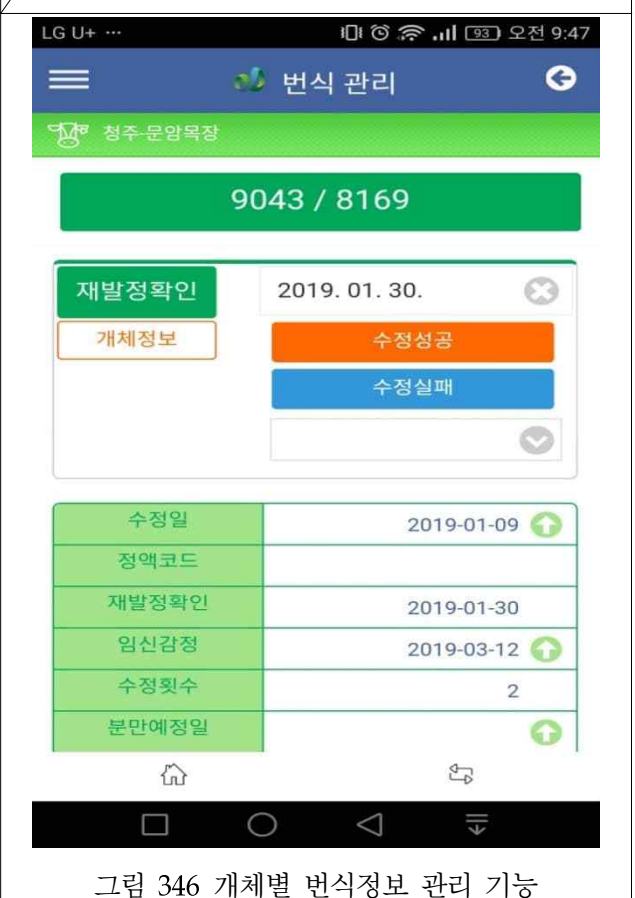 LG U+ ··· 93 오전 9:47
번식 관리
청주-문암목장
9043 / 8169
재발정확인 2019. 01. 30.
개체정보 수정성공
수정실패
수정일 2019-01-09
정액코드
재발정확인 2019-01-30
임신감정 2019-03-12
수정횟수 2
분만예정일
그림 346 개체별 번식정보 관리 기능